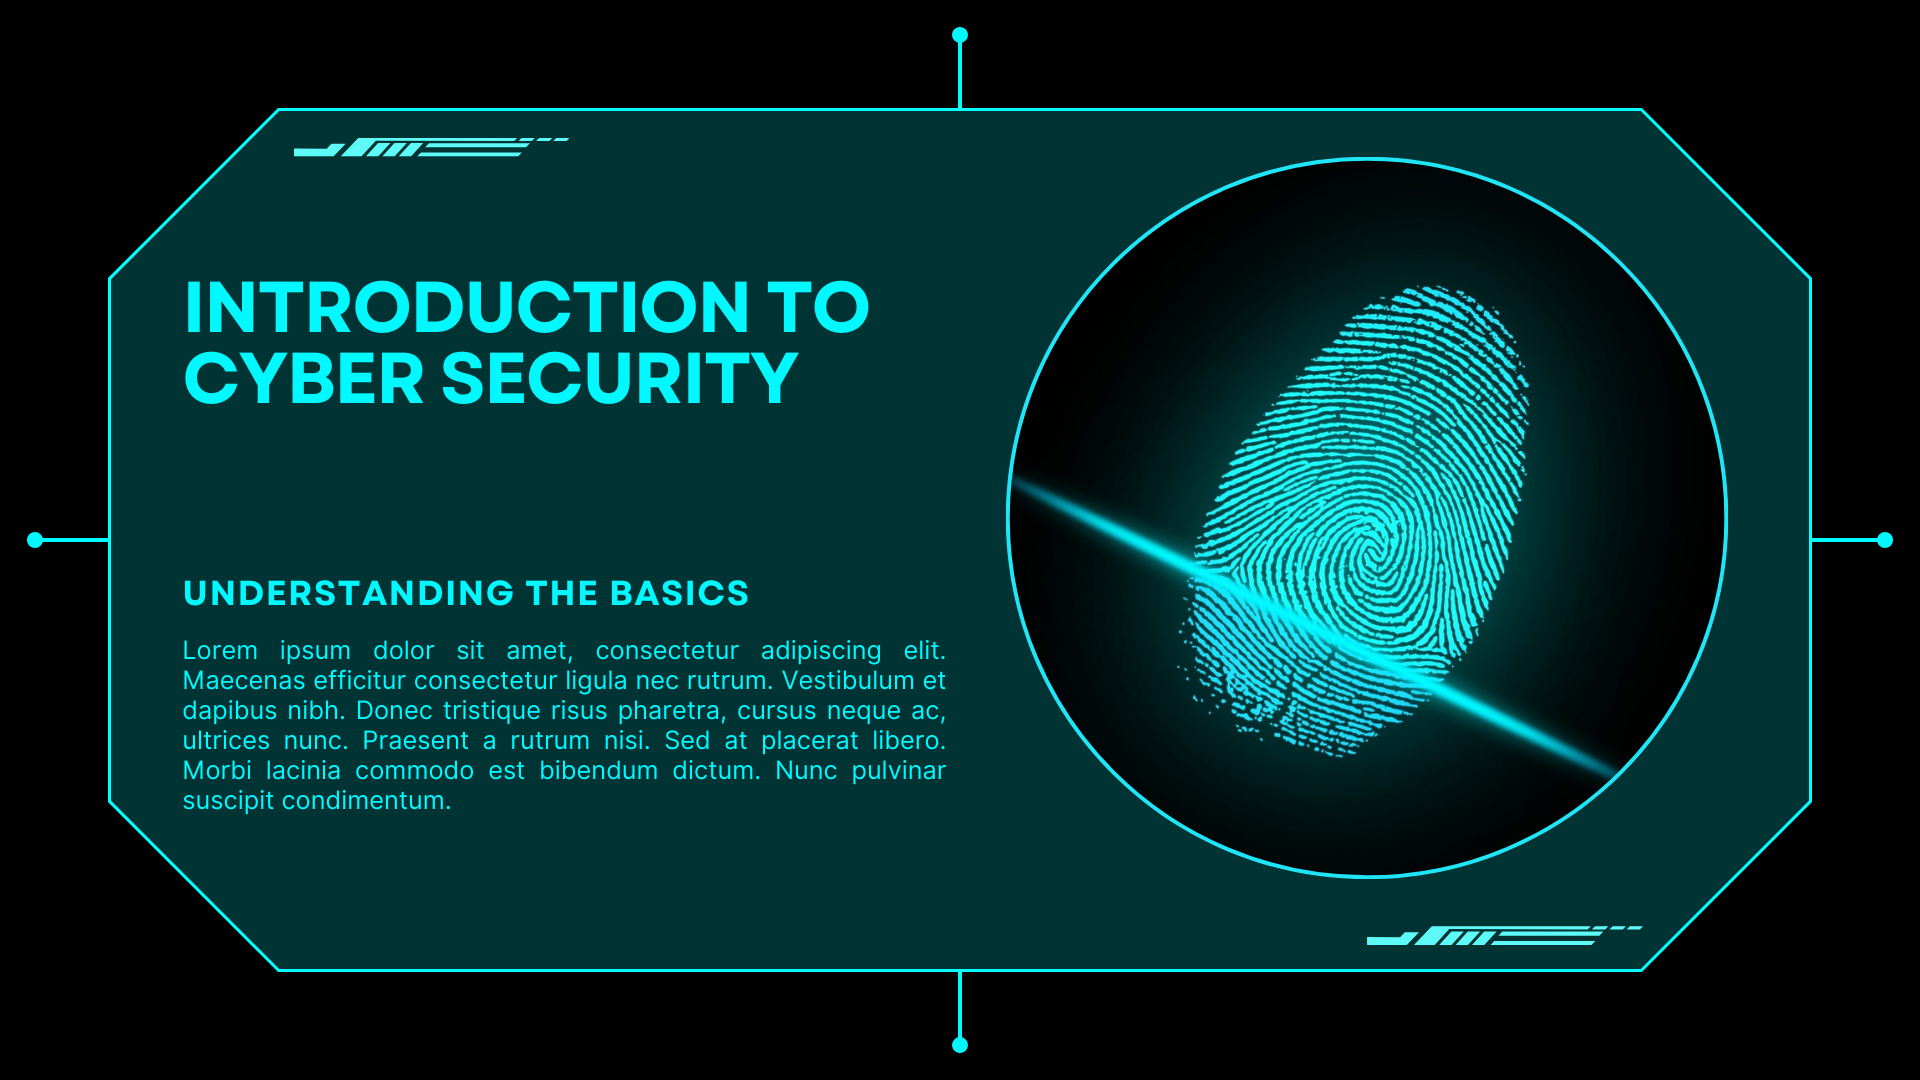 INTRODUCTION TO
CYBER SECURITY
UNDERSTANDING THE BASICS
Lorem ipsum dolor sit amet, consectetur adipiscing elit.
Maecenas efficitur consectetur ligula nec rutrum. Vestibulum et
dapibus nibh. Donec tristique risus pharetra, cursus neque ac,
ultrices nunc. Praesent a rutrum nisi. Sed at placerat libero.
Morbi lacinia commodo est bibendum dictum. Nunc pulvinar
suscipit condimentum.